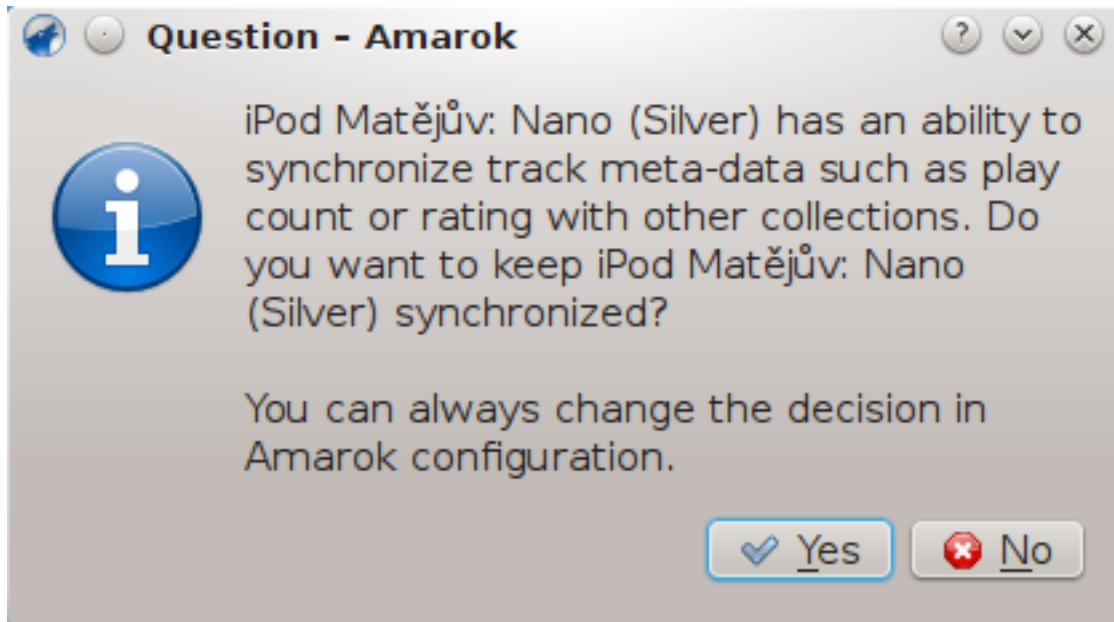 Question – Amarok
iPod Matějův: Nano (Silver) has an ability to
synchronize track meta-data such as play
count or rating with other collections. Do
you want to keep iPod Matějův: Nano
(Silver) synchronized?
You can always change the decision in
Amarok configuration.
Yes No